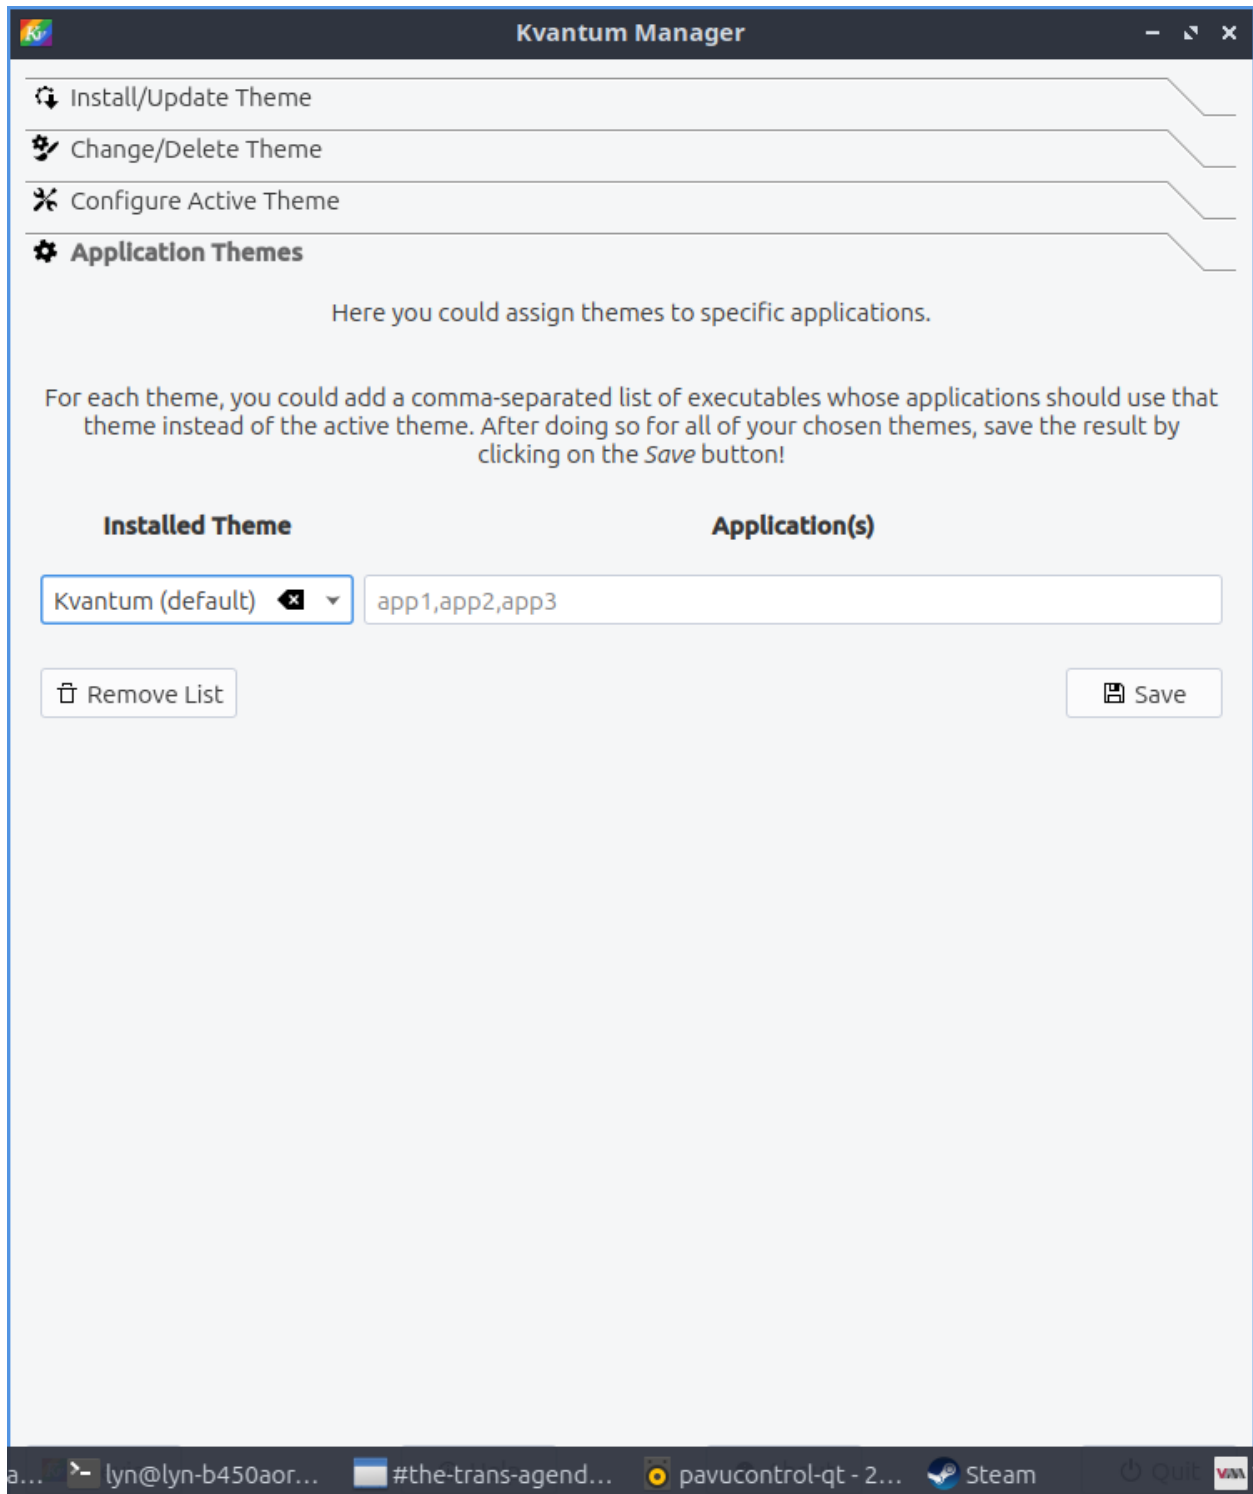 Kvantum Manager
Install/Update Theme
Change/Delete Theme
Configure Active Theme
Application Themes
Here you could assign themes to specific applications.
For each theme, you could add a comma-separated list of executables whose applications should use that
theme instead of the active theme. After doing so for all of your chosen themes, save the result by
clicking on the Save button!
Installed Theme Application(s)
Kvantum (default) app1,app2,app3
Remove List Save
a... lyn@lyn-b450aor... #the-trans-agend... pavucontrol-qt - 2... Steam Quit